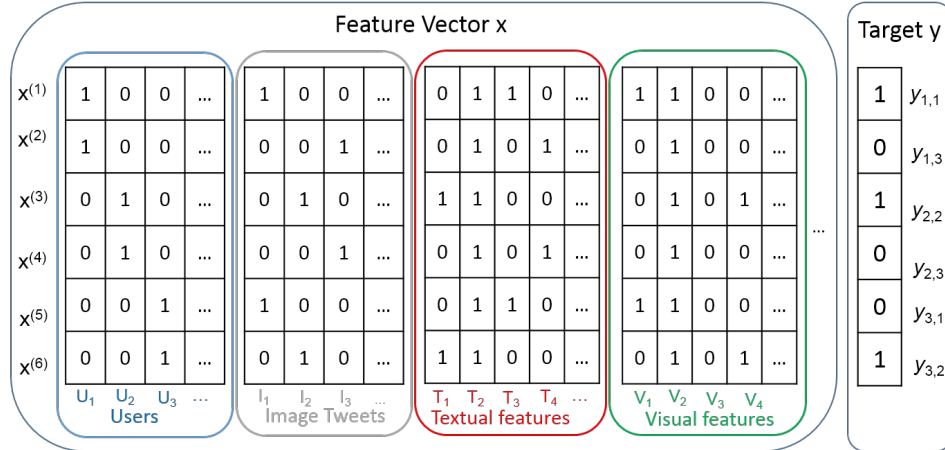 Feature Vector x
Target y
x(1) 1 0 0 ... 1 0 0 ... 0 1 1 0 ... 1 1 0 0 ... 1 y1,1
x(2) 1 0 0 ... 0 0 1 ... 0 1 0 1 ... 0 1 0 0 ... 0 y1,3
x(3) 0 1 0 ... 0 1 0 ... 1 1 0 0 ... 0 1 0 1 ... 1 y2,2
...
x(4) 0 1 0 ... 0 0 1 ... 0 1 0 1 ... 0 1 0 0 ... 0 y2,3
x(5) 0 0 1 ... 1 0 0 ... 0 1 1 0 ... 1 1 0 0 ... 0 y3,1
x(6) 0 0 1 ... 0 1 0 ... 1 1 0 0 ... 0 1 0 1 ... 1 y3,2
U1 U2 U3 ... I1 I2 I3 ... T1 T2 T3 T4 ... V1 V2 V3 V4
Users Image Tweets Textual features Visual features